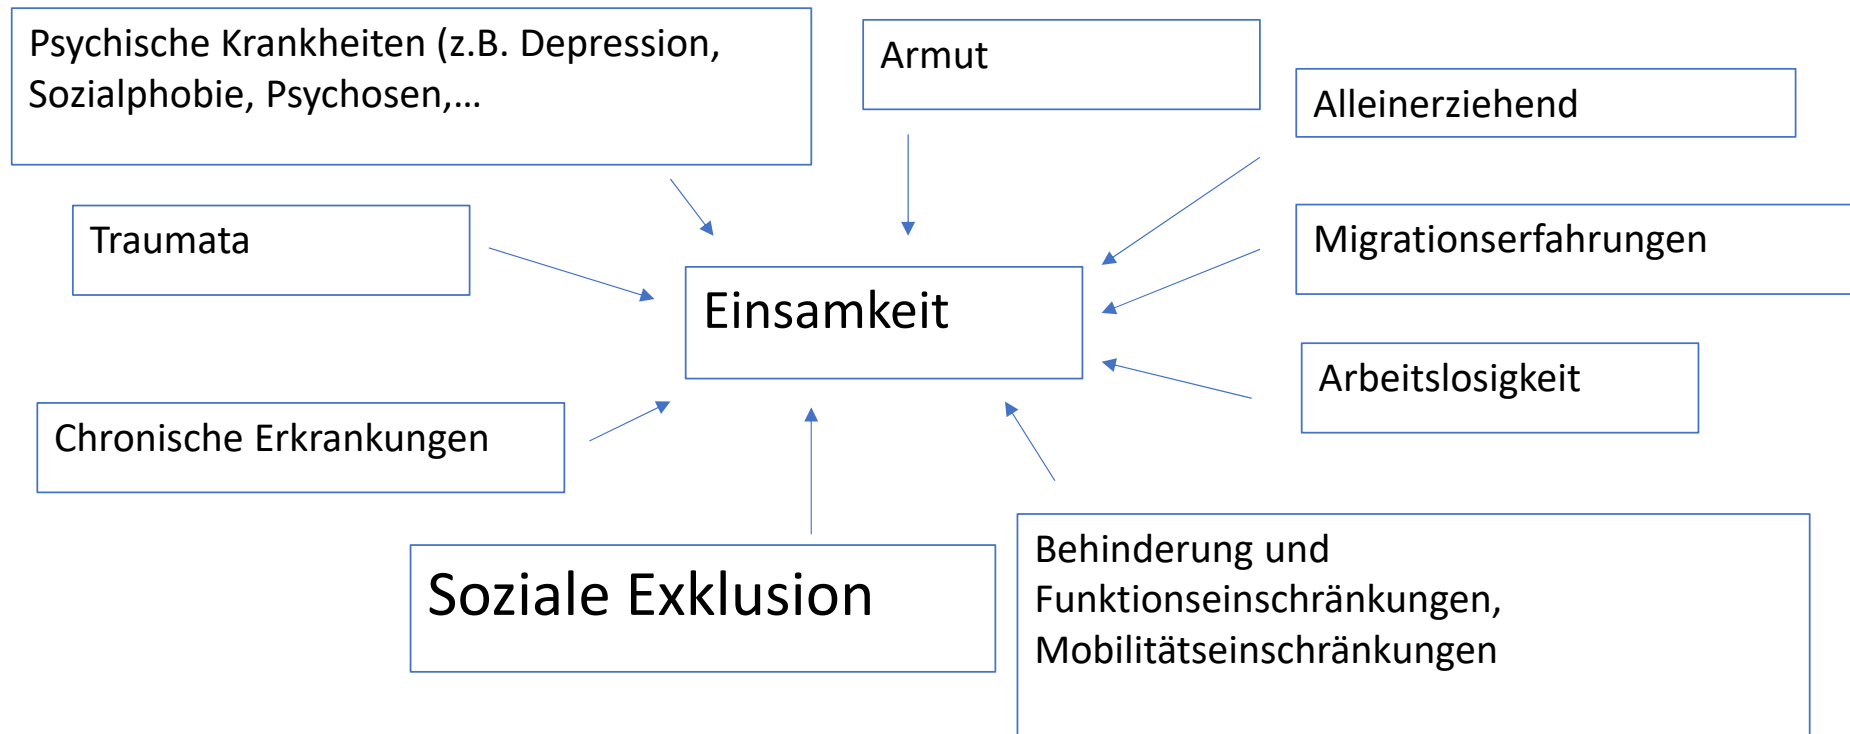 Psychische Krankheiten (z.B. Depression,
Sozialphobie, Psychosen,...
Armut
Alleinerziehend
Traumata
Migrationserfahrungen
Einsamkeit
Arbeitslosigkeit
Chronische Erkrankungen
Soziale Exklusion
Behinderung und
Funktionseinschränkungen,
Mobilitätseinschränkungen